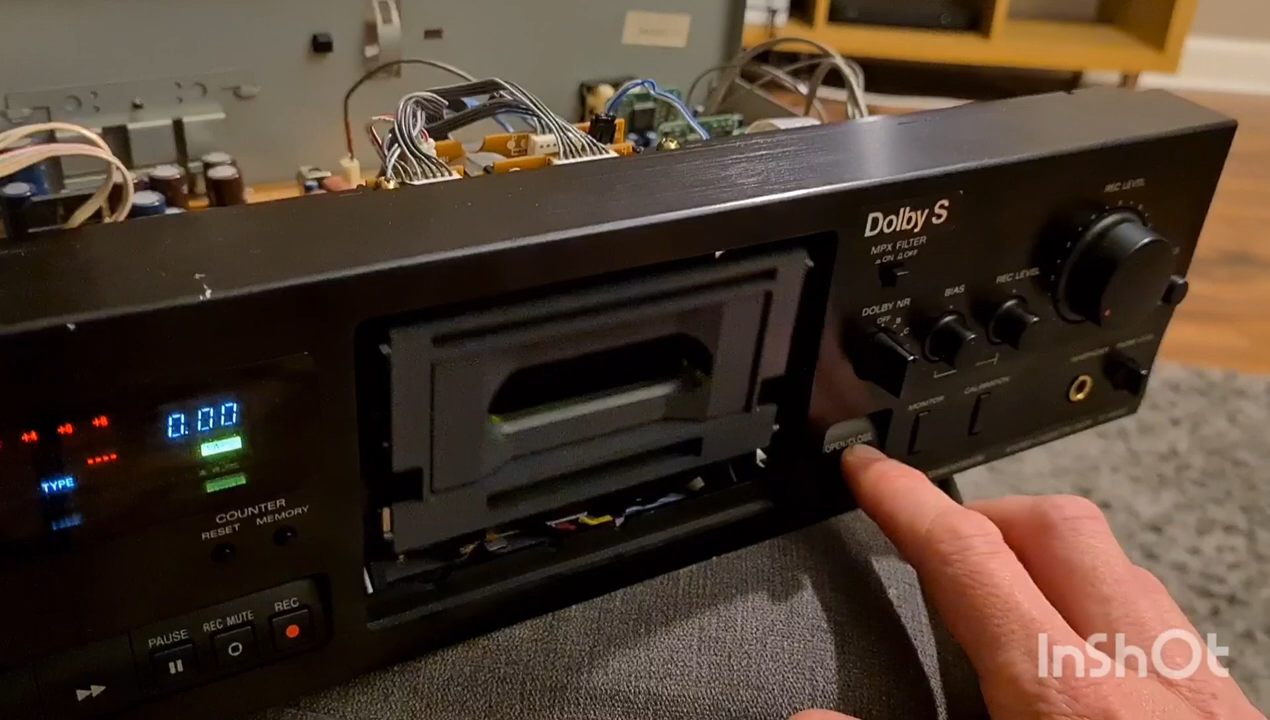 Dolby S
MPX FILTER
ON OFF
REC LEVEL
DOLBY NR
OFF B
C
BIAS
REC LEVEL
MONITOR
CALIBRATION
OPEN/CLOSE
0.00
TYPE
COUNTER
RESET MEMORY
PAUSE
REC MUTE
REC
InShOt